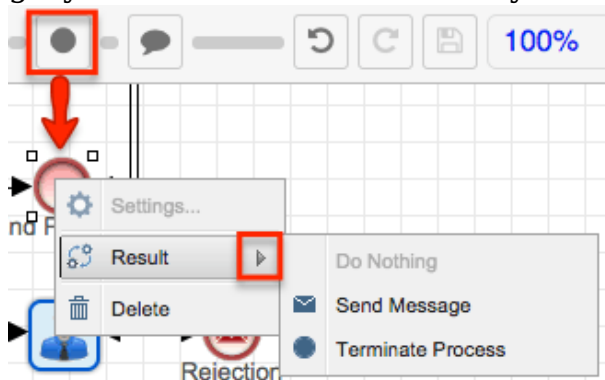 100%
Settings...
Result
Do Nothing
Delete
Send Message
Terminate Process
Rejection